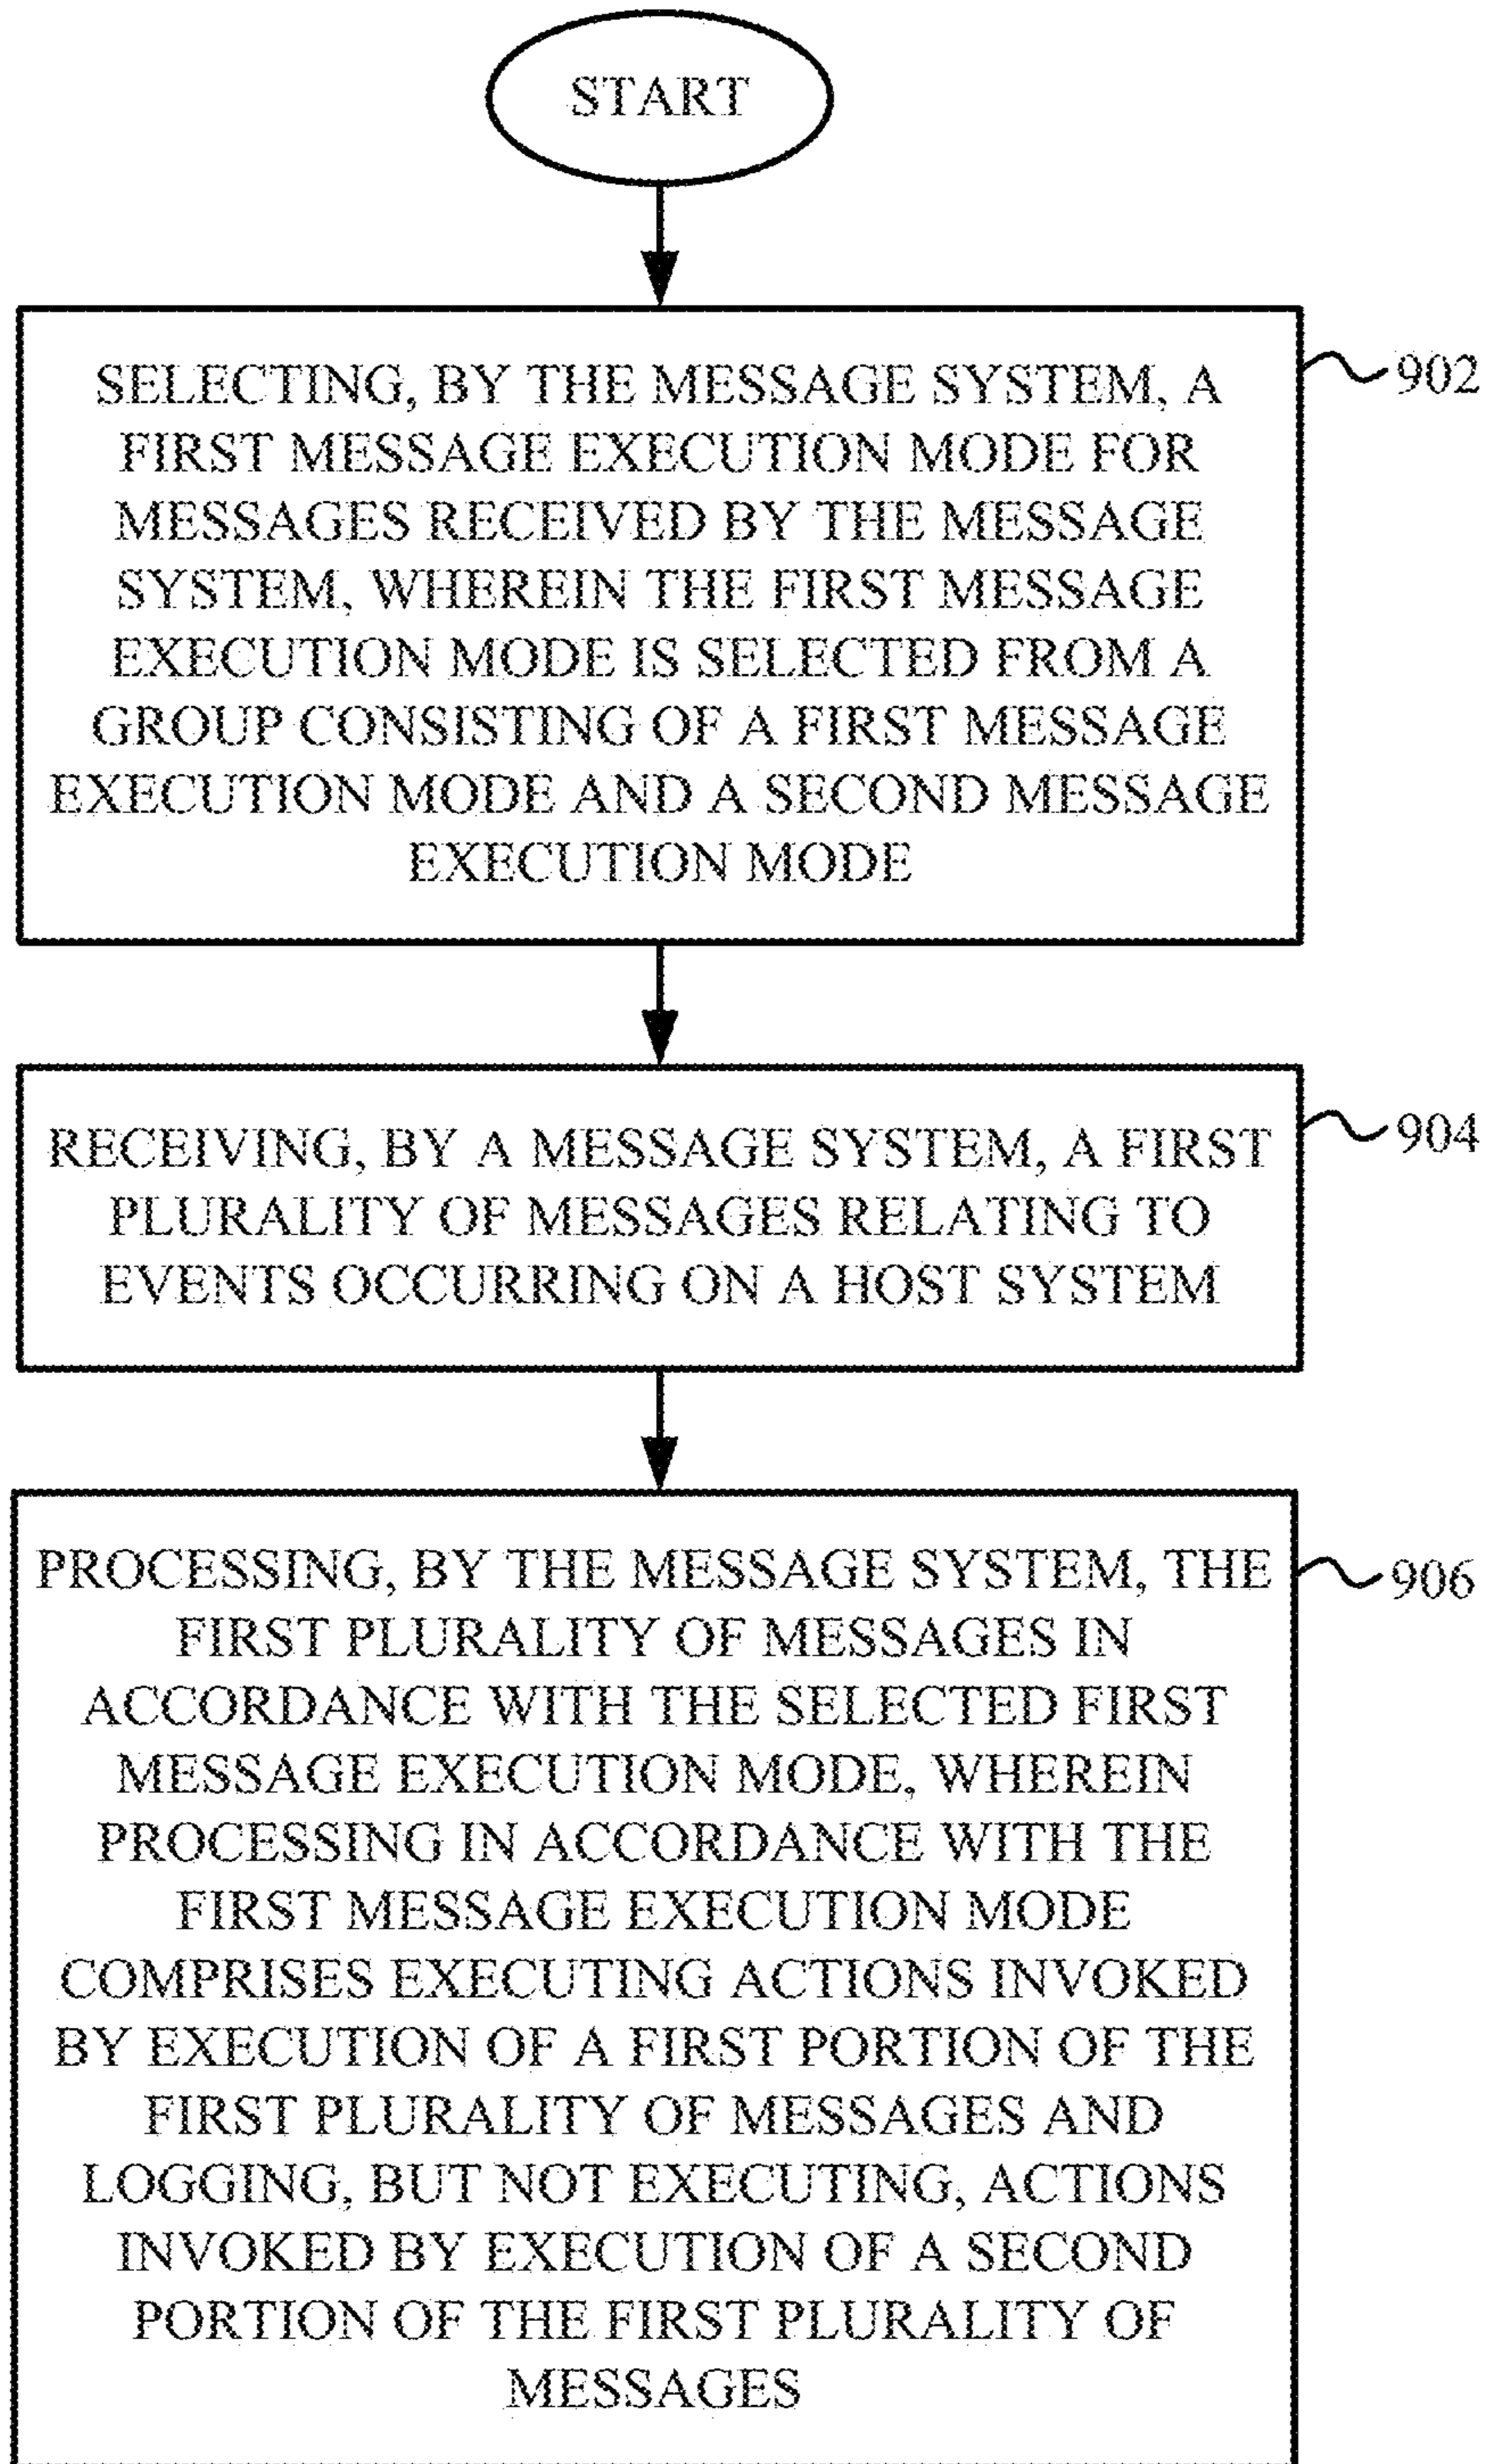 START
SELECTING, BY THE MESSAGE SYSTEM, A
FIRST MESSAGE EXECUTION MODE FOR
MESSAGES RECEIVED BY THE MESSAGE
SYSTEM, WHEREIN THE FIRST MESSAGE
EXECUTION MODE IS SELECTED FROM A
GROUP CONSISTING OF A FIRST MESSAGE
EXECUTION MODE AND A SECOND MESSAGE
EXECUTION MODE
902
RECEIVING, BY A MESSAGE SYSTEM, A FIRST
PLURALITY OF MESSAGES RELATING TO
EVENTS OCCURRING ON A HOST SYSTEM
904
PROCESSING, BY THE MESSAGE SYSTEM, THE
FIRST PLURALITY OF MESSAGES IN
ACCORDANCE WITH THE SELECTED FIRST
MESSAGE EXECUTION MODE, WHEREIN
PROCESSING IN ACCORDANCE WITH THE
FIRST MESSAGE EXECUTION MODE
COMPRISES EXECUTING ACTIONS INVOKED
BY EXECUTION OF A FIRST PORTION OF THE
FIRST PLURALITY OF MESSAGES AND
LOGGING, BUT NOT EXECUTING, ACTIONS
INVOKED BY EXECUTION OF A SECOND
PORTION OF THE FIRST PLURALITY OF
MESSAGES
906